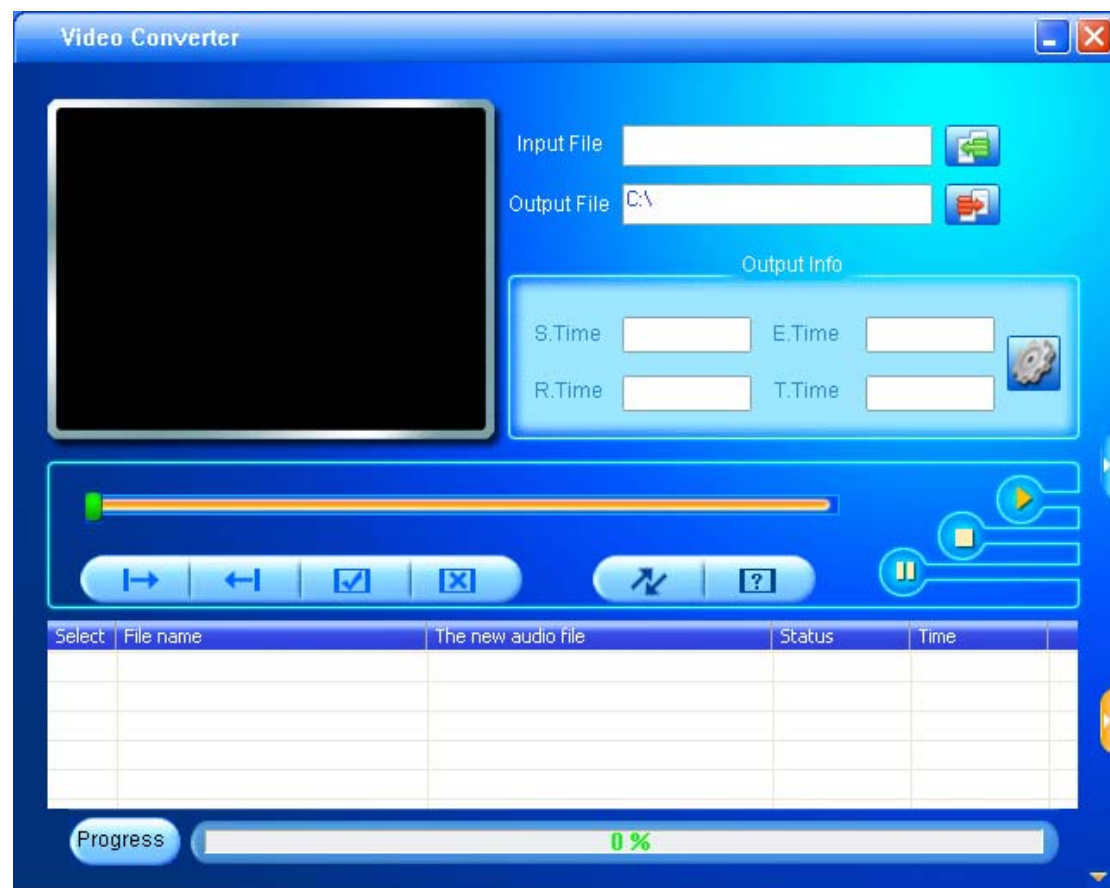 Video Converter
Input File
Output File C:\
Output Info
S.Time E.Time
R.Time T.Time
?
Select File name The new audio file Status Time
Progress 0 %